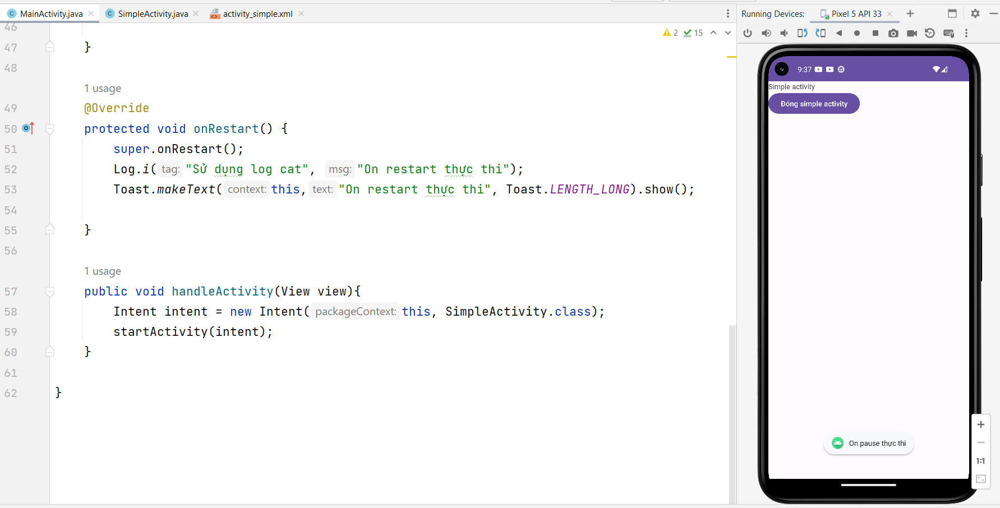 MainActivity.java SimpleActivity.java activity_simple.xml
Running Devices: Pixel 5 API 33
2 15
46
47 }
48
1 usage
49 @Override
50 protected void onRestart() {
51 super.onRestart();
52 Log.i( tag: "Sử dụng log cat", msg: "On restart thực thi");
53 Toast.makeText( context: this, text: "On restart thực thi", Toast.LENGTH_LONG).show();
54
55 }
56
1 usage
57 public void handleActivity(View view){
58 Intent intent = new Intent( packageContext: this, SimpleActivity.class);
59 startActivity(intent);
60 }
61
62 }
9:37
Simple activity
Đóng simple activity
On pause thực thi
1:1